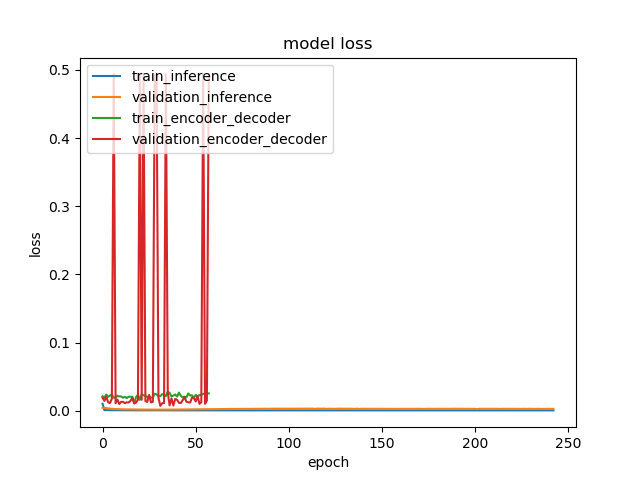 model loss
train_inference
validation_inference
train_encoder_decoder
validation_encoder_decoder
0.5
0.4
0.3
0.2
0.1
0.0
loss
0 50 100 150 200 250
epoch